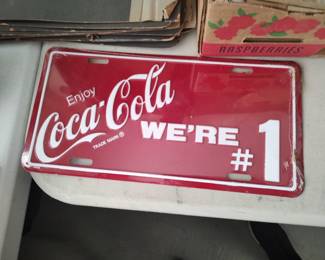 RASPBERRIES
Enjoy
Coca-Cola
TRADE MARK ®
WE'RE
# 1